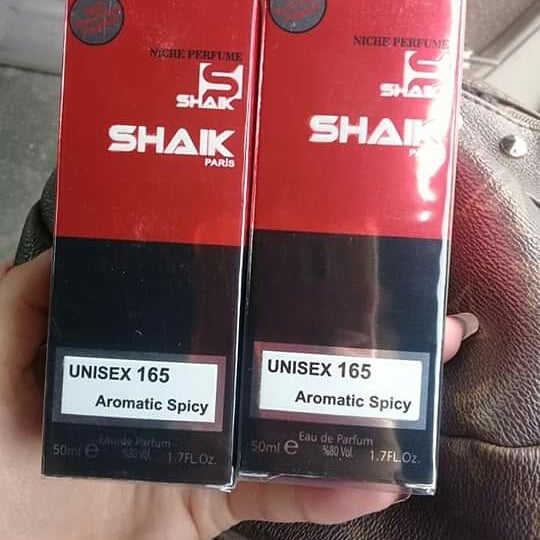 NICHE PERFUME
SHAIK
SHAIK
PARIS
UNISEX 165
Aromatic Spicy
Eau de Parfum
50ml e %80 Vol. 1.7FL.Oz.
NICHE PERFUME
SHAIK
SHAIK
UNISEX 165
Aromatic Spicy
Eau de Parfum
50ml e %80 Vol. 1.7FL.Oz.